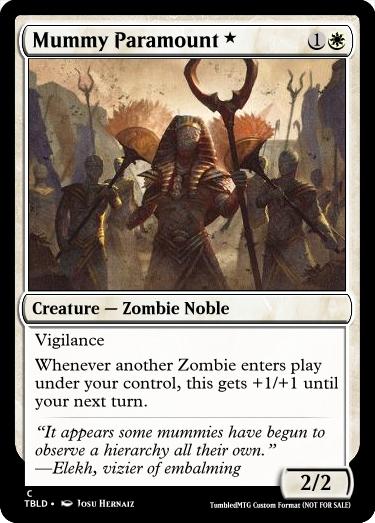 Mummy Paramount ★ 1
Creature — Zombie Noble
Vigilance
Whenever another Zombie enters play
under your control, this gets +1/+1 until
your next turn.
“It appears some mummies have begun to
observe a hierarchy all their own.”
—Elekh, vizier of embalming
2/2
C
TBLD • Josu Hernaiz
TumbledMTG Custom Format (NOT FOR SALE)